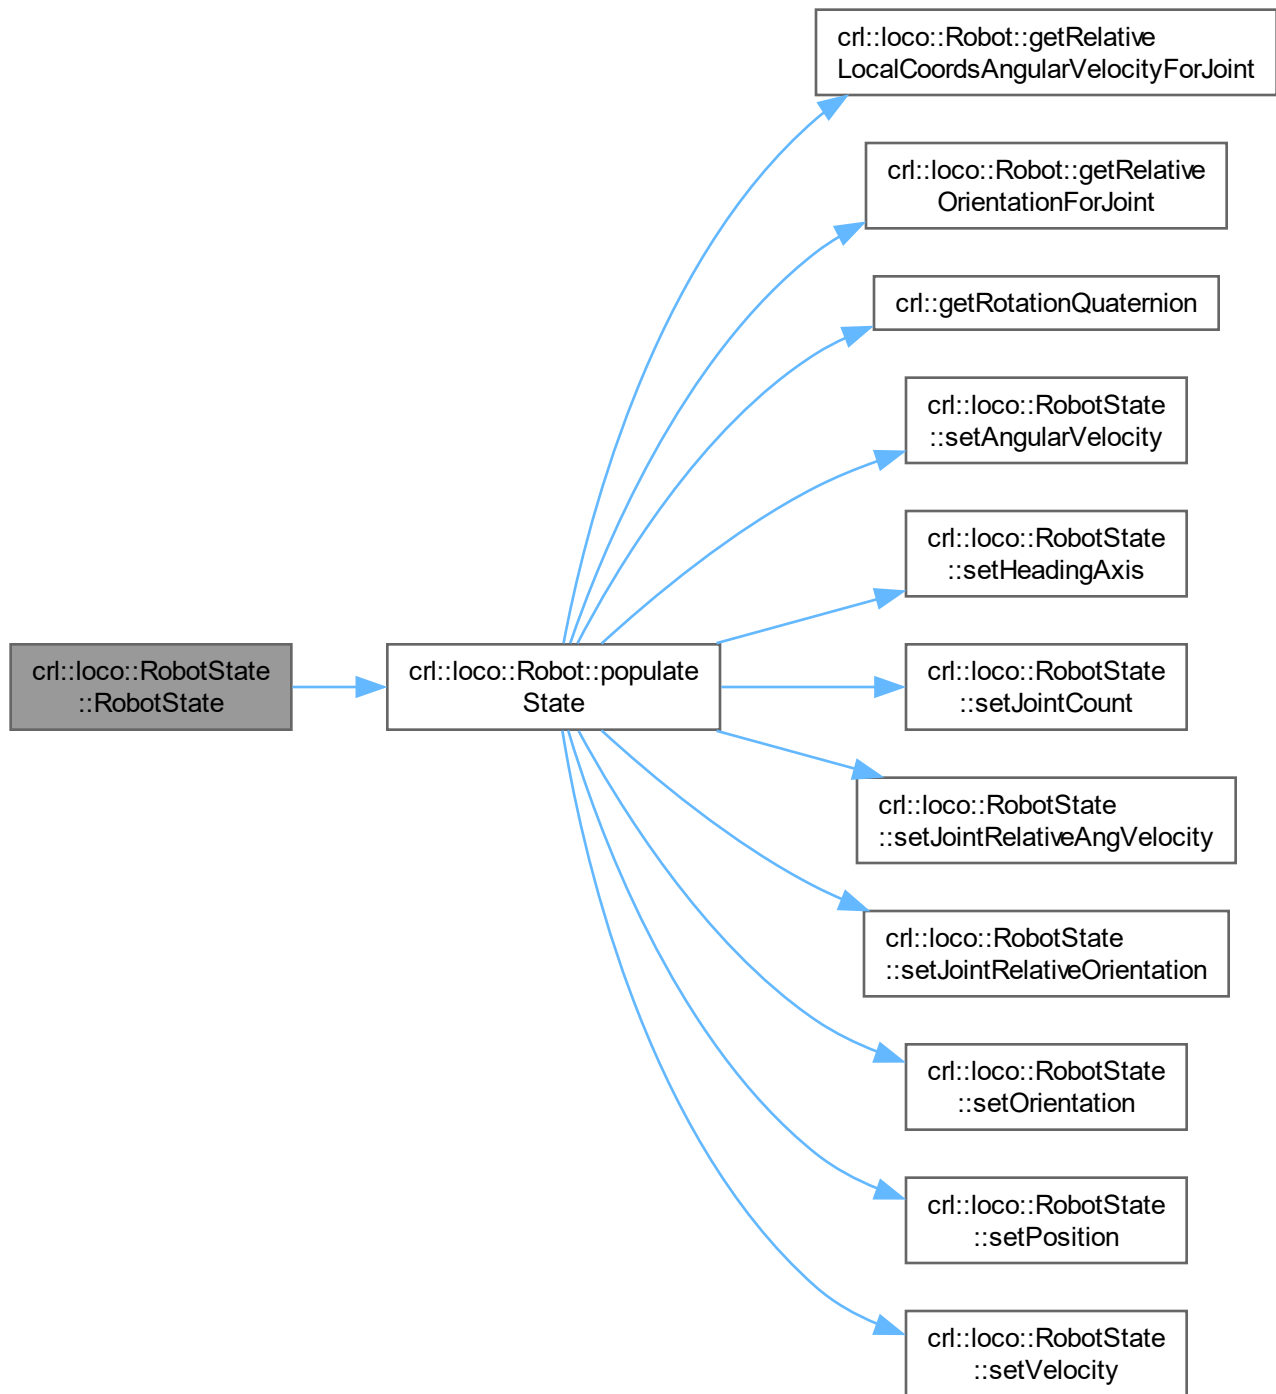 crl::loco::RobotState
::RobotState
crl::loco::Robot::populate
State
crl::loco::Robot::getRelative
LocalCoordsAngularVelocityForJoint
crl::loco::Robot::getRelative
OrientationForJoint
crl::getRotationQuaternion
crl::loco::RobotState
::setAngularVelocity
crl::loco::RobotState
::setHeadingAxis
crl::loco::RobotState
::setJointCount
crl::loco::RobotState
::setJointRelativeAngVelocity
crl::loco::RobotState
::setJointRelativeOrientation
crl::loco::RobotState
::setOrientation
crl::loco::RobotState
::setPosition
crl::loco::RobotState
::setVelocity